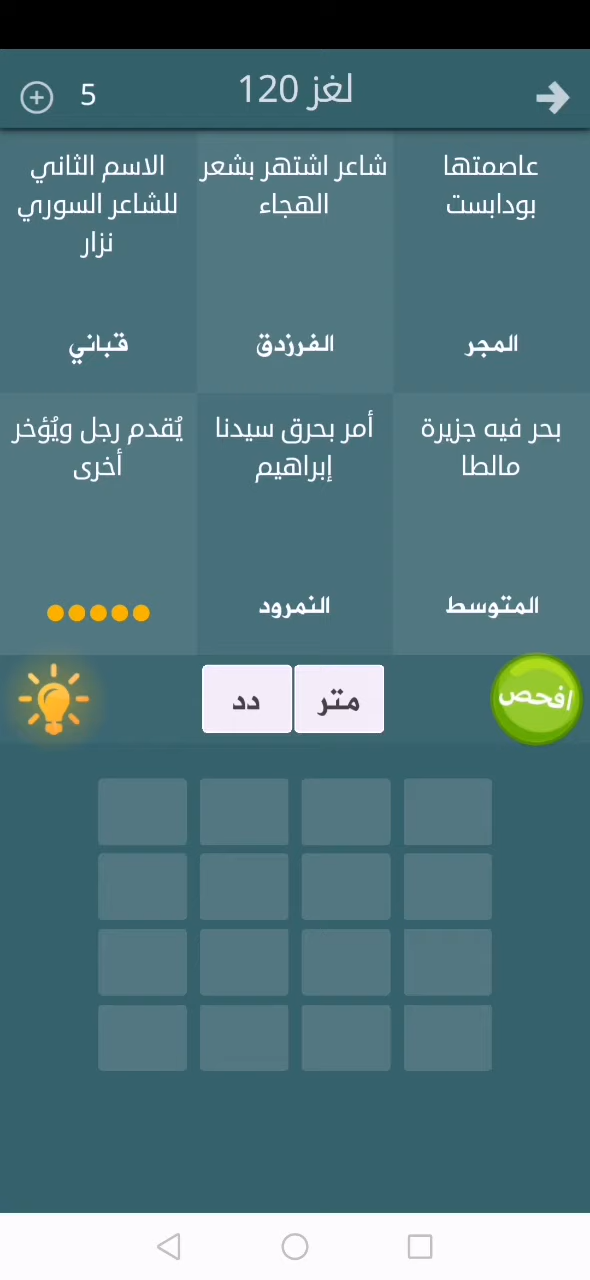 لغز 120
5
عاصمتها
بودابست
المجر
شاعر اشتهر بشعر
الهجاء
الفرزدق
الاسم الثاني
للشاعر السوري
نزار
قباني
بحر فيه جزيرة
مالطا
المتوسط
أمر بحرق سيدنا
إبراهيم
النمرود
يُقدم رجل ويُؤخر
أخرى
افحص
متر
دد